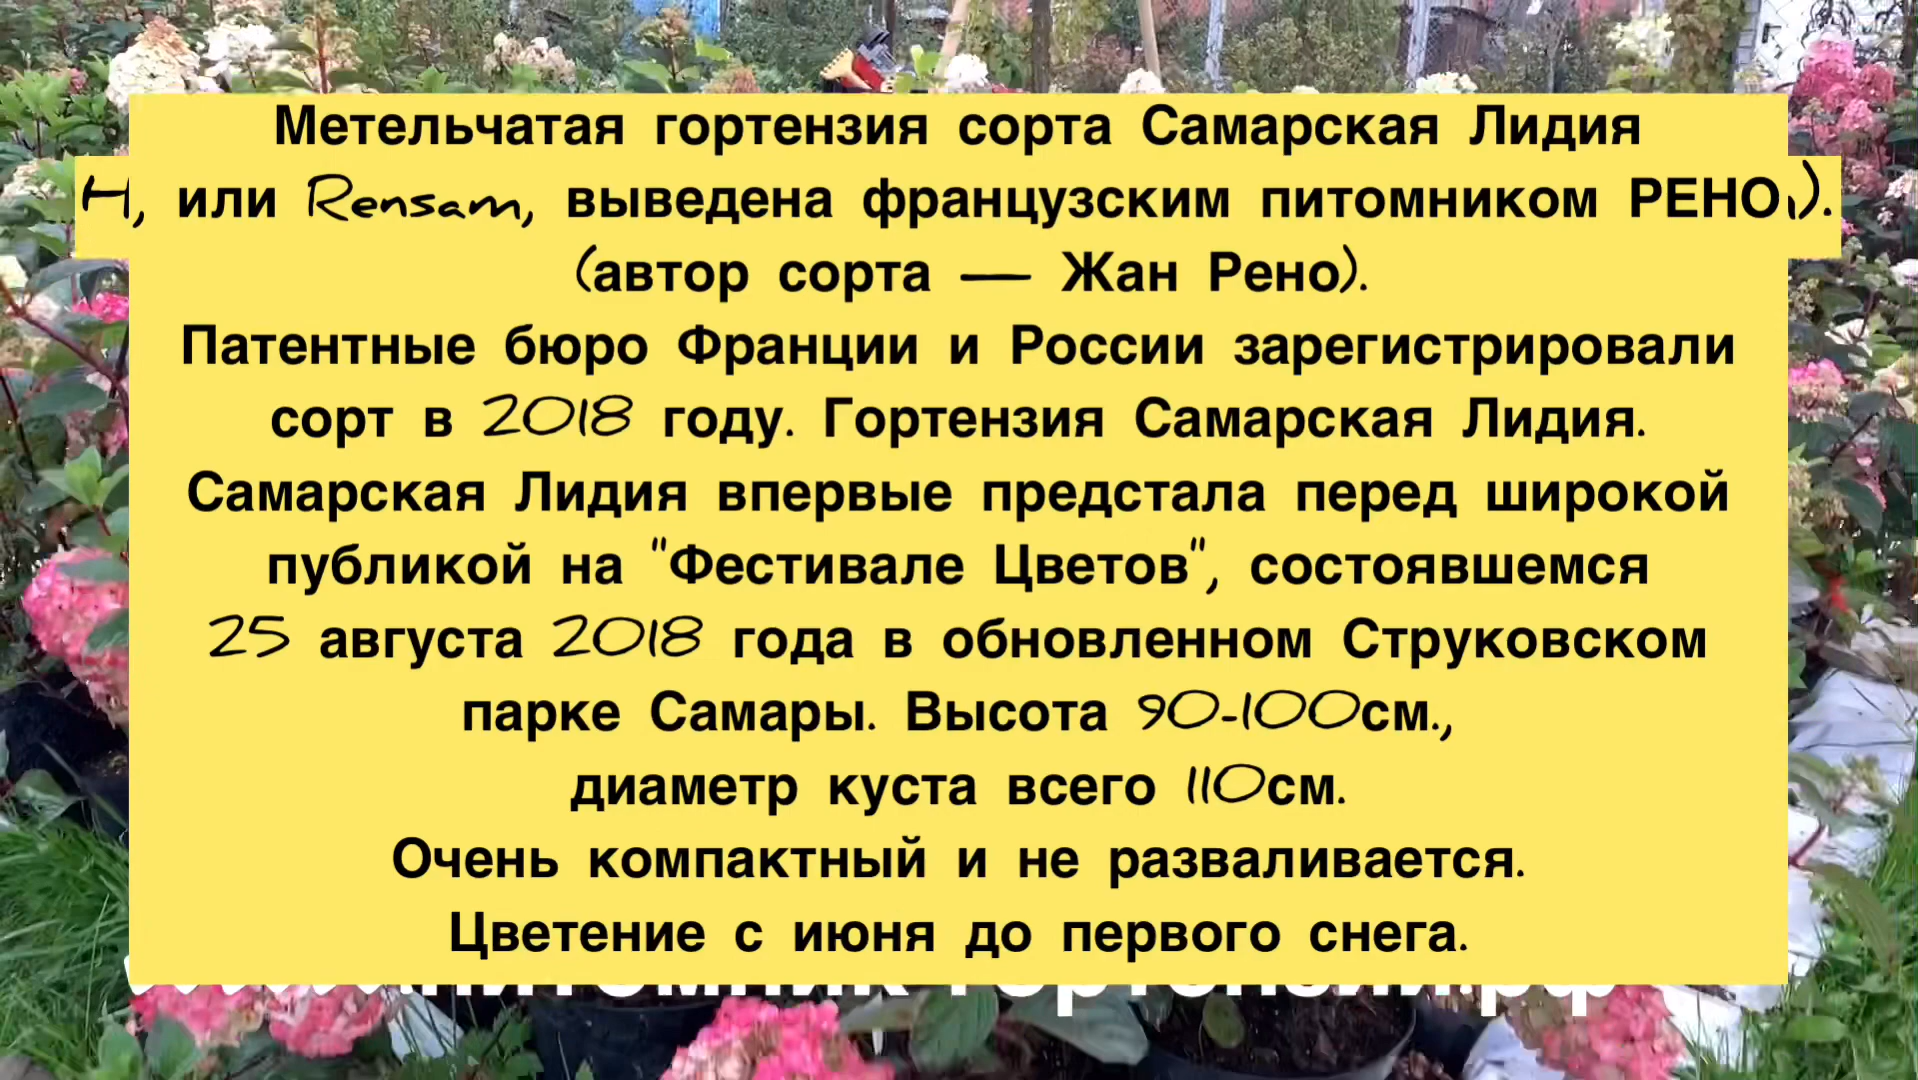 Метельчатая гортензия сорта Самарская Лидия
или Rensam, выведена французским питомником РЕНО
(автор сорта — Жан Рено).
Патентные бюро Франции и России зарегистрировали
сорт в 2018 году. Гортензия Самарская Лидия.
Самарская Лидия впервые предстала перед широкой
публикой на "Фестивале Цветов", состоявшемся
25 августа 2018 года в обновленном Струковском
парке Самары. Высота 90-100см.,
диаметр куста всего 110см.
Очень компактный и не разваливается.
Цветение с июня до первого снега.